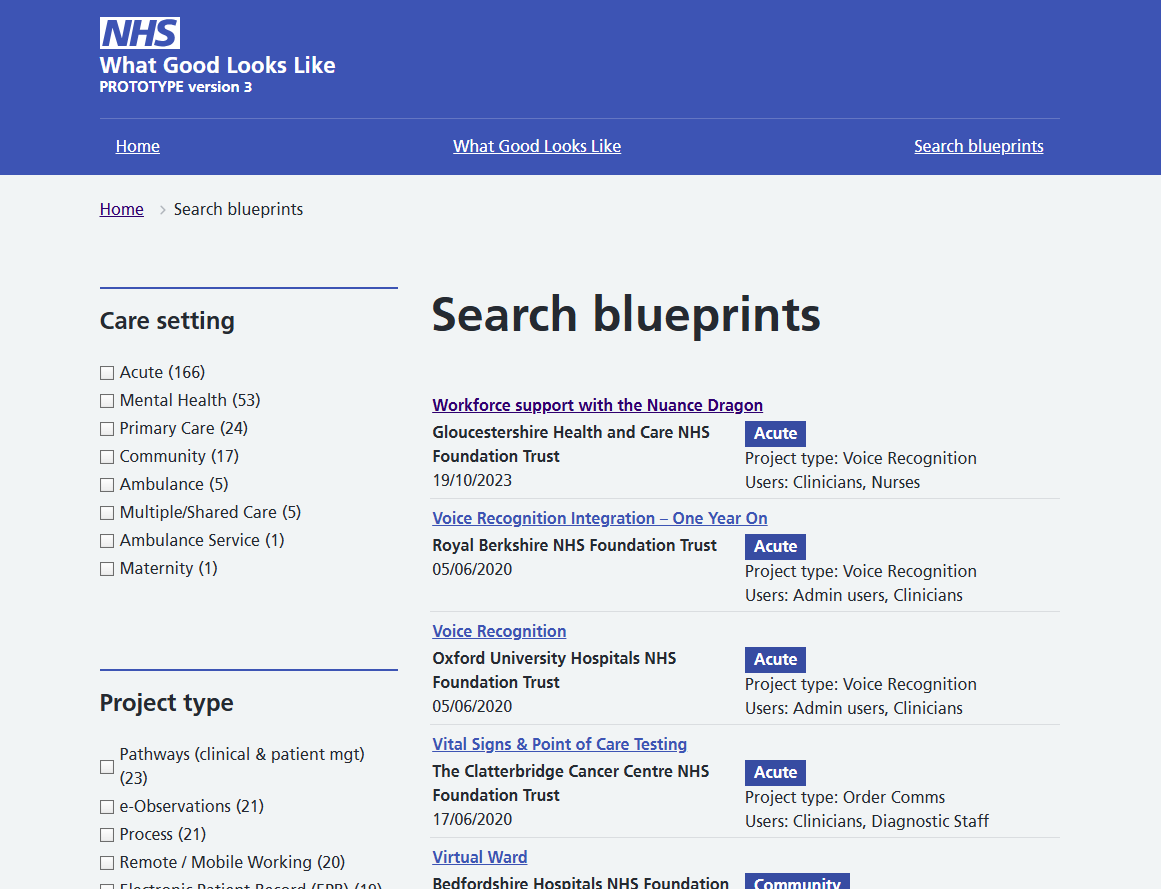 NHS
What Good Looks Like
PROTOTYPE version 3
Home
What Good Looks Like
Search blueprints
Home
Search blueprints
Care setting
Acute (166)
Mental Health (53)
Primary Care (24)
Community (17)
Ambulance (5)
Multiple/Shared Care (5)
Ambulance Service (1)
Maternity (1)
Project type
Pathways (clinical & patient mgt)
(23)
e-Observations (21)
Process (21)
Remote / Mobile Working (20)
Electronic Patient Record (EPR) (19)
Search blueprints
Workforce support with the Nuance Dragon
Gloucestershire Health and Care NHS
Foundation Trust
19/10/2023
Acute
Project type: Voice Recognition
Users: Clinicians, Nurses
Voice Recognition Integration – One Year On
Royal Berkshire NHS Foundation Trust
05/06/2020
Acute
Project type: Voice Recognition
Users: Admin users, Clinicians
Voice Recognition
Oxford University Hospitals NHS
Foundation Trust
05/06/2020
Acute
Project type: Voice Recognition
Users: Admin users, Clinicians
Vital Signs & Point of Care Testing
The Clatterbridge Cancer Centre NHS
Foundation Trust
17/06/2020
Acute
Project type: Order Comms
Users: Clinicians, Diagnostic Staff
Virtual Ward
Bedfordshire Hospitals NHS Foundation
Community